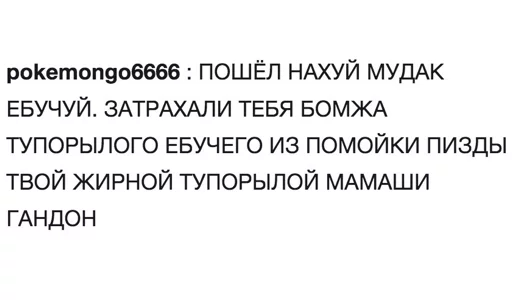 pokemongo6666 : ПОШЁЛ НАХУЙ МУДАК
ЕБУЧУЙ. ЗАТРАХАЛИ ТЕБЯ БОМЖА
ТУПОРЫЛОГО ЕБУЧЕГО ИЗ ПОМОЙКИ ПИЗДЫ
ТВОЙ ЖИРНОЙ ТУПОРЫЛОЙ МАМАШИ
ГАНДОН